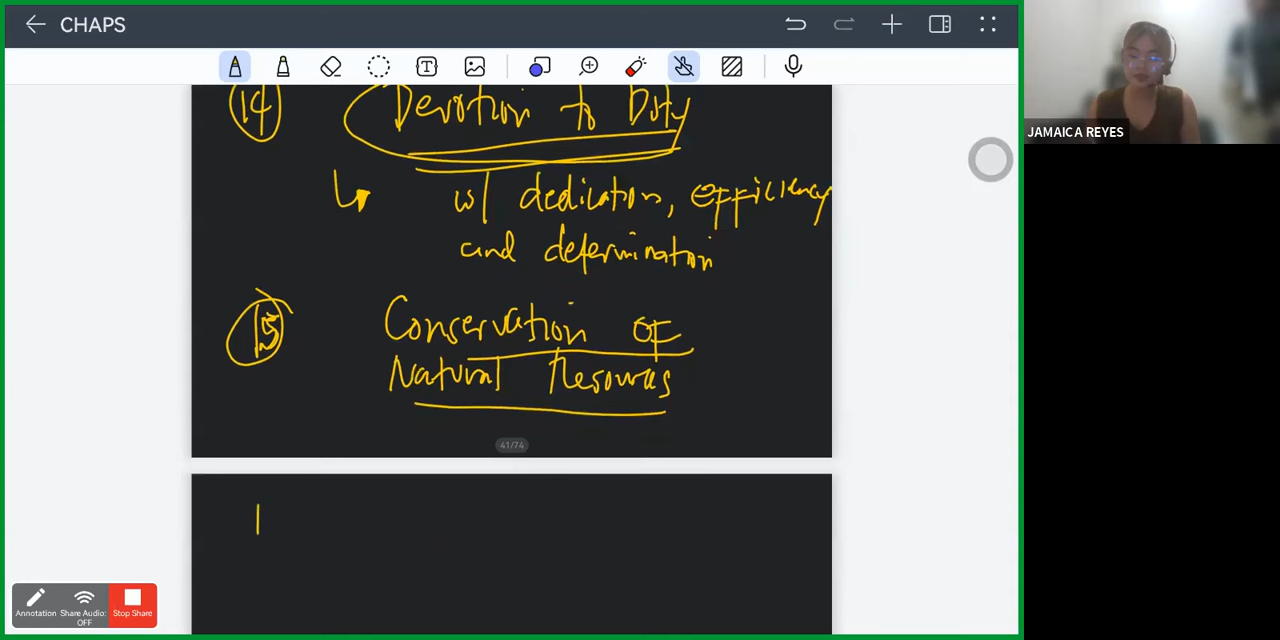 CHAPS
JAMAICA REYES
14 Devotion to Duty
w/ dedication, efficiency
and determination
15 Conservation of
Natural Resources
41/74
Annotation
Share Audio: OFF
Stop Share